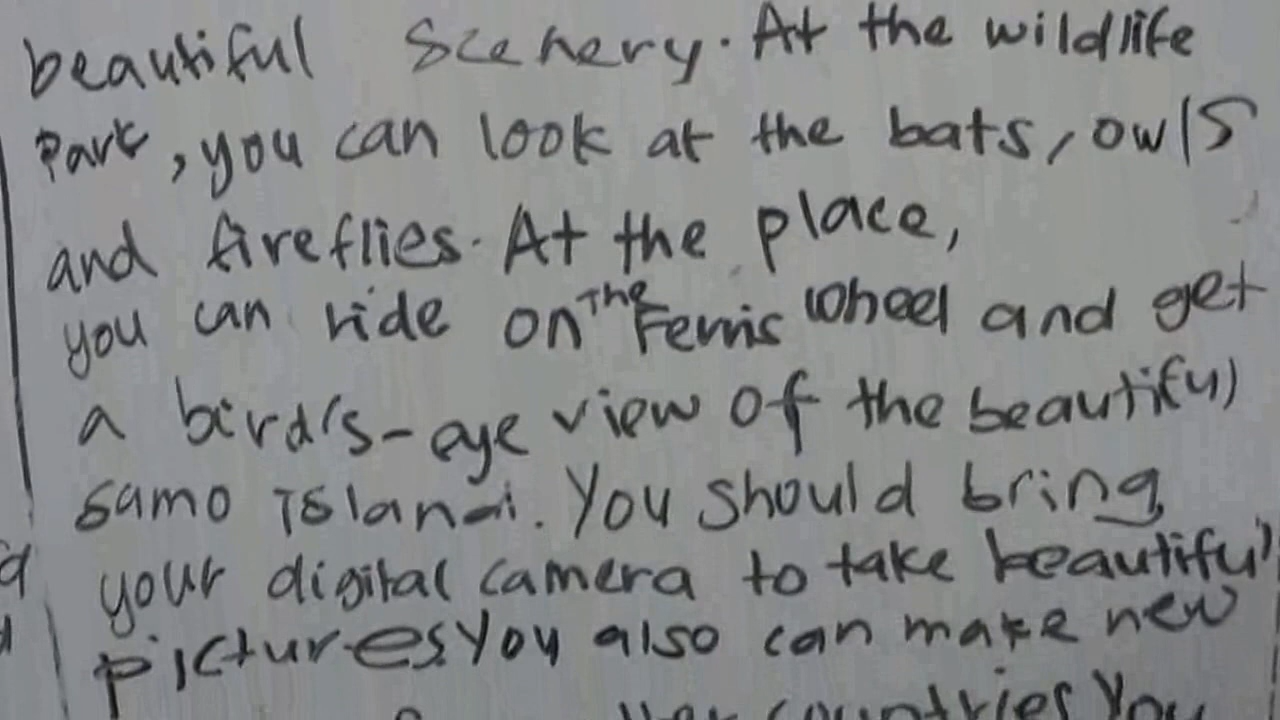 beautiful Scenery. At the wildlife
Park, you can look at the bats, owls
and fireflies. At the place,
you can ride on The Ferris wheel and get
a bird's-eye view of the beautiful
samo Island. You should bring
your digital camera to take beautiful
pictures You also can make new
countries You